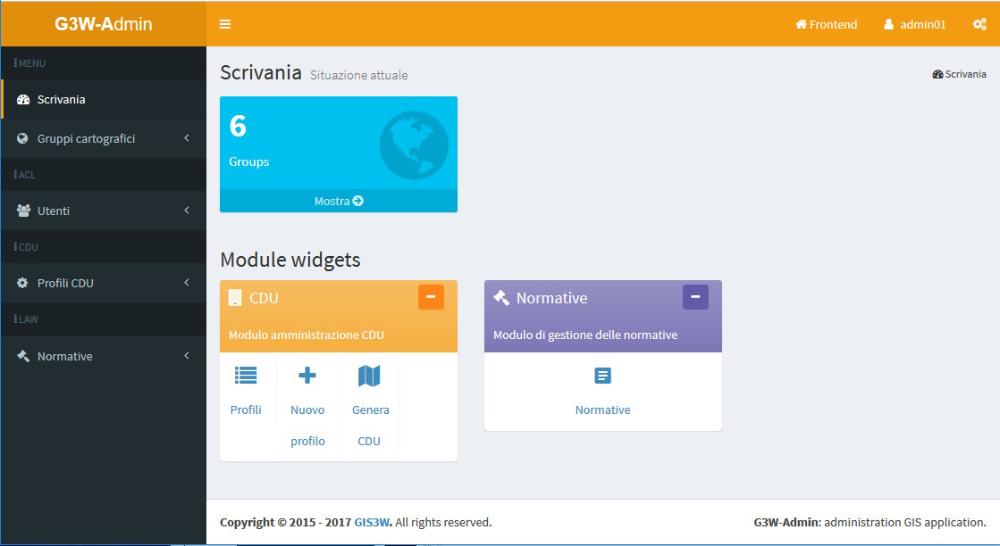 G3W-Admin
Frontend
admin01
MENU
Scrivania
Gruppi cartografici
ACL
Utenti
CDU
Profili CDU
LAW
Normative
Scrivania Situazione attuale
Scrivania
6
Groups
Mostra
Module widgets
CDU
Modulo amministrazione CDU
Profili
Nuovo
profilo
Genera
CDU
Normative
Modulo di gestione delle normative
Normative
Copyright © 2015 - 2017 GIS3W. All rights reserved.
G3W-Admin: administration GIS application.